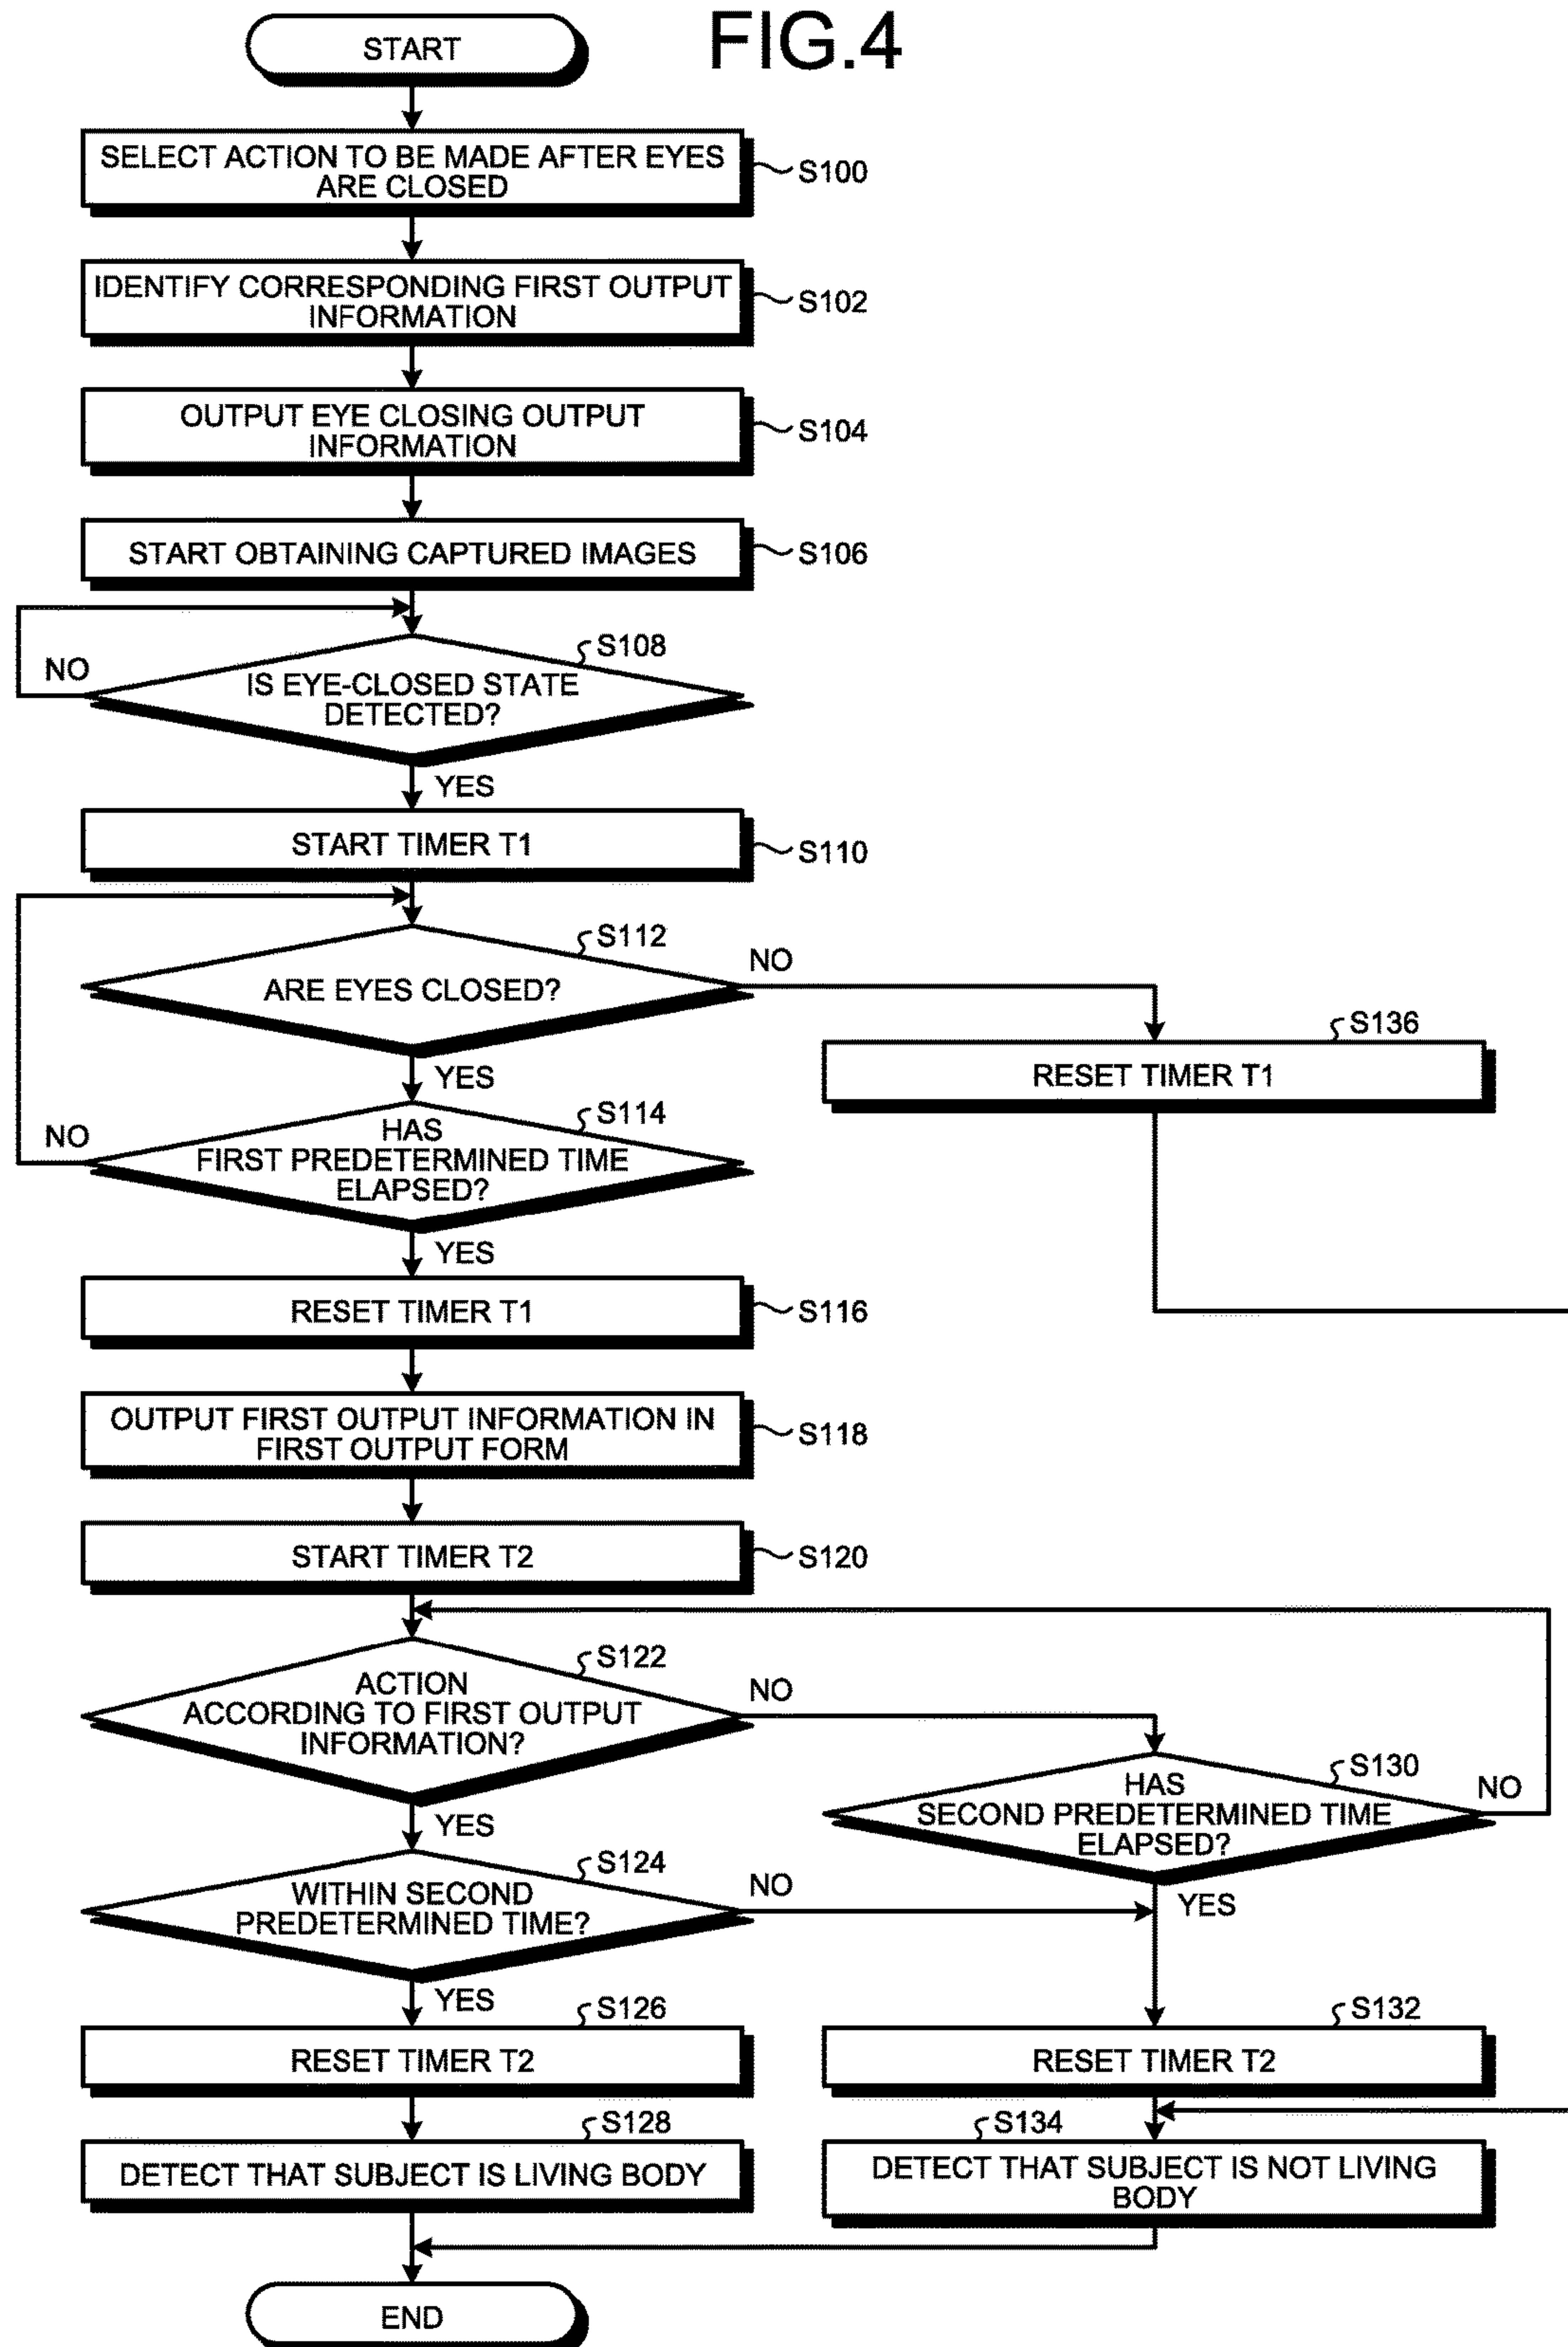 FIG.4
START
SELECT ACTION TO BE MADE AFTER EYES
ARE CLOSED
S100
IDENTIFY CORRESPONDING FIRST OUTPUT
INFORMATION
S102
OUTPUT EYE CLOSING OUTPUT
INFORMATION
S104
START OBTAINING CAPTURED IMAGES
S106
S108
NO
IS EYE-CLOSED STATE
DETECTED?
YES
START TIMER T1
S110
S112
NO
ARE EYES CLOSED?
YES
S136
RESET TIMER T1
S114
NO
HAS
FIRST PREDETERMINED TIME
ELAPSED?
YES
RESET TIMER T1
S116
OUTPUT FIRST OUTPUT INFORMATION IN
FIRST OUTPUT FORM
S118
START TIMER T2
S120
S122
ACTION
ACCORDING TO FIRST OUTPUT
INFORMATION?
NO
YES
S130
HAS
SECOND PREDETERMINED TIME
ELAPSED?
NO
YES
S124
WITHIN SECOND
PREDETERMINED TIME?
NO
YES
S126
RESET TIMER T2
S132
RESET TIMER T2
S128
DETECT THAT SUBJECT IS LIVING BODY
S134
DETECT THAT SUBJECT IS NOT LIVING
BODY
END